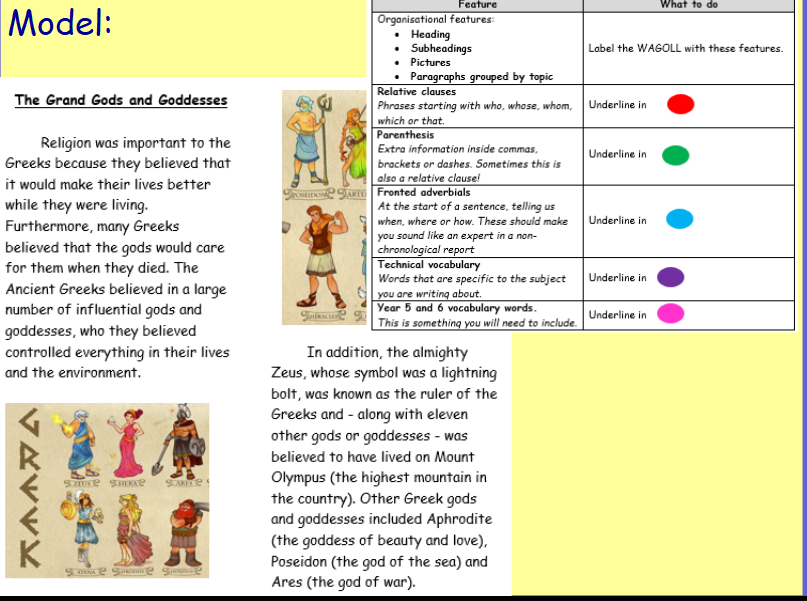 Model:
The Grand Gods and Goddesses
Religion was important to the
Greeks because they believed that
it would make their lives better
while they were living.
Furthermore, many Greeks
believed that the gods would care
for them when they died. The
Ancient Greeks believed in a large
number of influential gods and
goddesses, who they believed
controlled everything in their lives
and the environment.
GREEK
ZEUS
HERA
ARES
ATENA
POSEIDON
ARTE
HERACLES
In addition, the almighty
Zeus, whose symbol was a lightning
bolt, was known as the ruler of the
Greeks and - along with eleven
other gods or goddesses - was
believed to have lived on Mount
Olympus (the highest mountain in
the country). Other Greek gods
and goddesses included Aphrodite
(the goddess of beauty and love),
Poseidon (the god of the sea) and
Ares (the god of war).
Feature
What to do
Organisational features:
• Heading
• Subheadings
• Pictures
• Paragraphs grouped by topic
Label the WAGOLL with these features.
Relative clauses
Phrases starting with who, whose, whom,
which or that.
Underline in
Parenthesis
Extra information inside commas,
brackets or dashes. Sometimes this is
also a relative clause!
Underline in
Fronted adverbials
At the start of a sentence, telling us
when, where or how. These should make
you sound like an expert in a non-
chronological report
Underline in
Technical vocabulary
Words that are specific to the subject
you are writing about.
Underline in
Year 5 and 6 vocabulary words.
This is something you will need to include.
Underline in